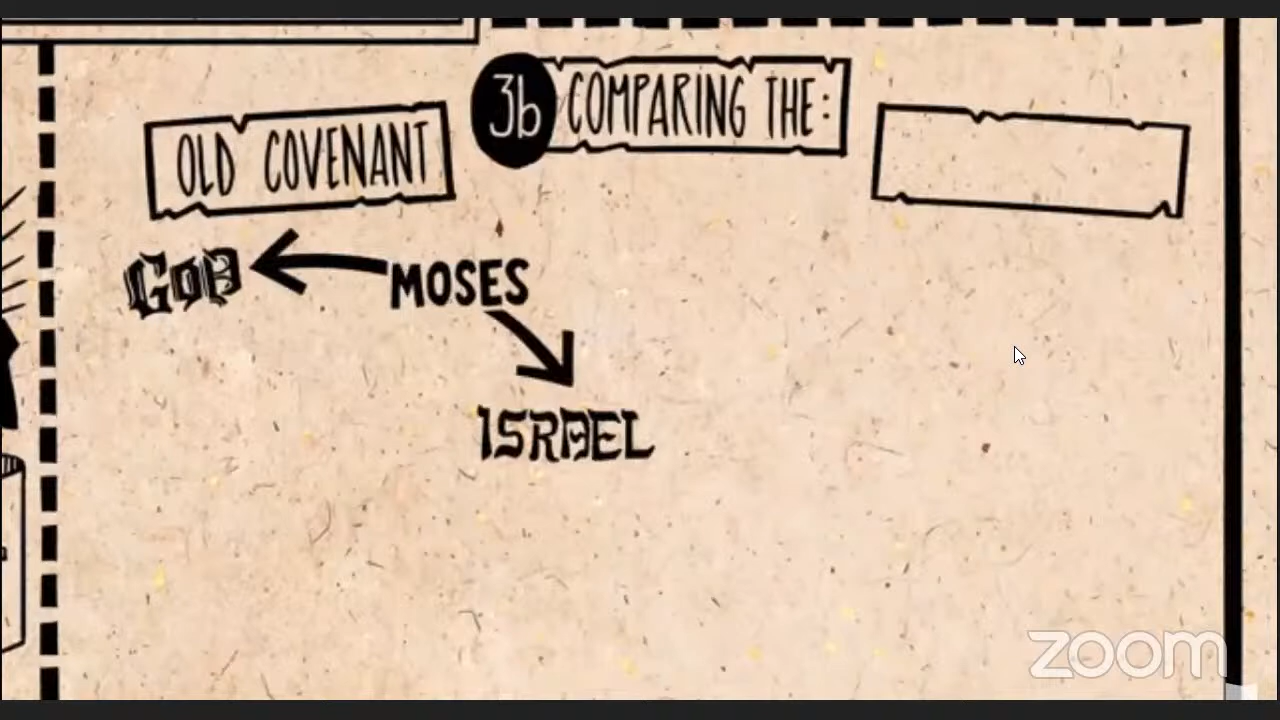 3b COMPARING THE:
OLD COVENANT
GOD
MOSES
ISRAEL
zoom